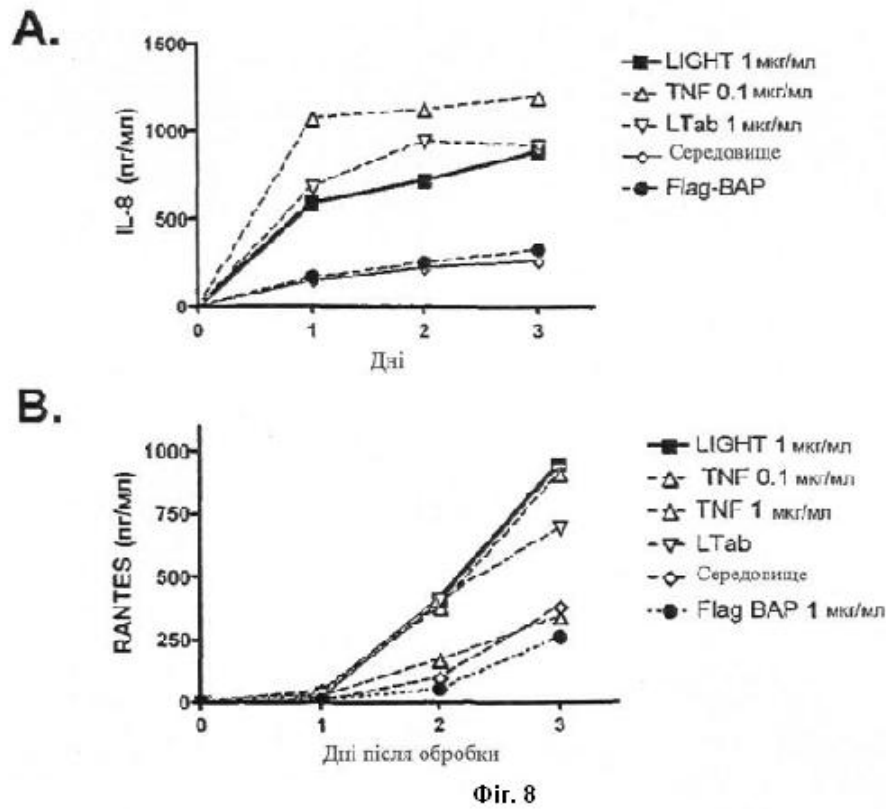 A.
1500
1000
500
0
IL-8 (пг/мл)
0 1 2 3
Дні
LIGHT 1 мкг/мл
TNF 0.1 мкг/мл
LTab 1 мкг/мл
Середовище
Flag-BAP
B.
1000
750
500
250
0
RANTES (пг/мл)
0 1 2 3
Дні після обробки
LIGHT 1 мкг/мл
TNF 0.1 мкг/мл
TNF 1 мкг/мл
LTab
Середовище
Flag BAP 1 мкг/мл
Фіг. 8